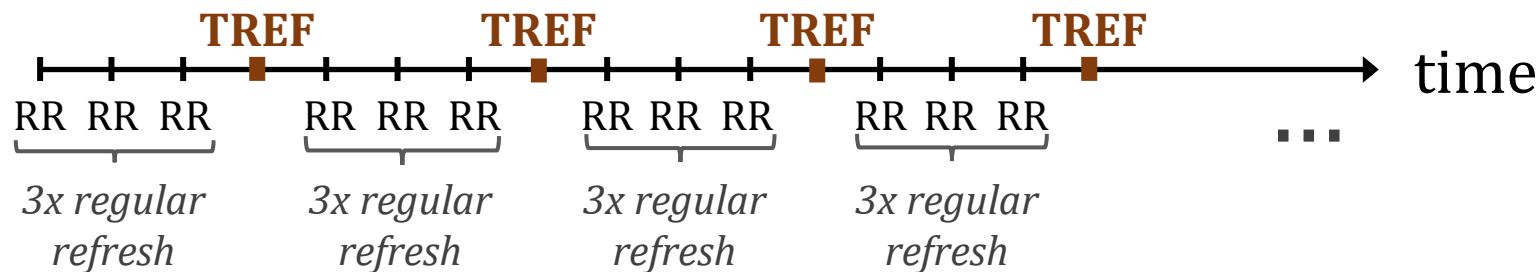 TREF TREF TREF TREF
time
RR RR RR RR RR RR RR RR RR RR RR RR
...
3x regular 3x regular 3x regular 3x regular
refresh refresh refresh refresh